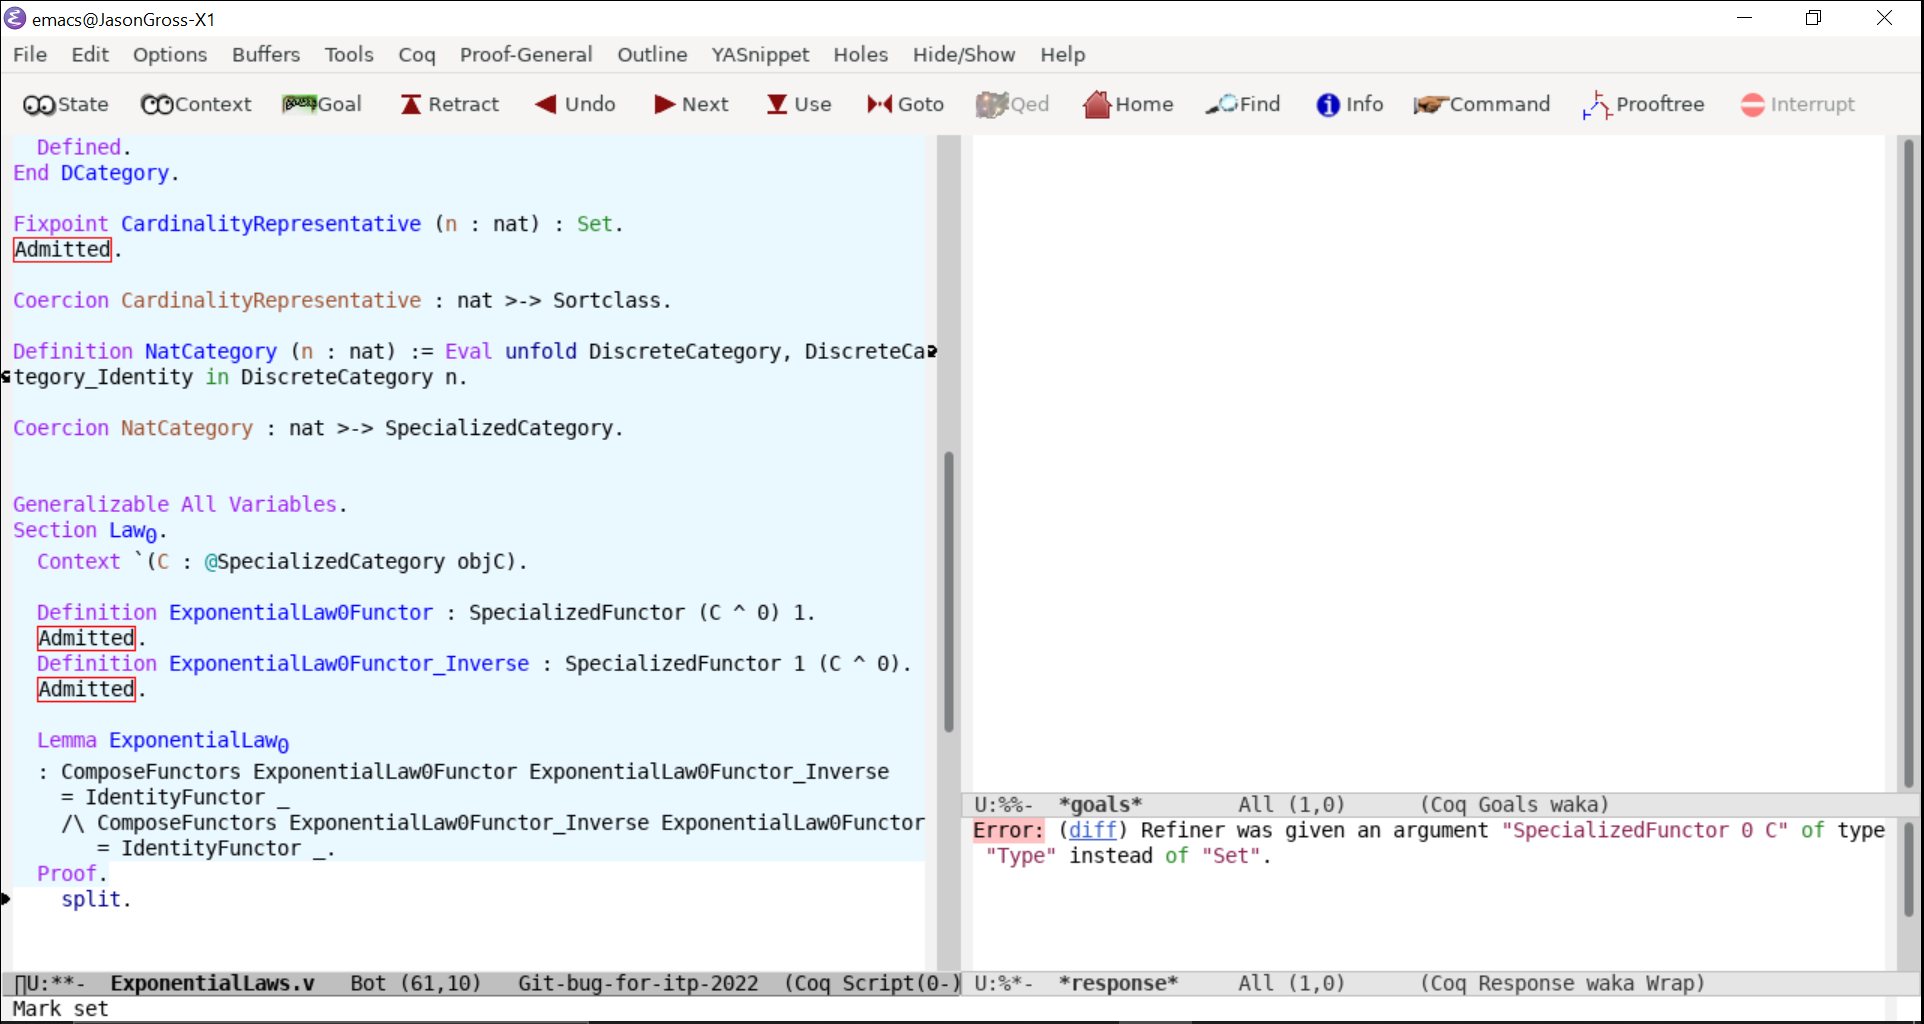 emacs@JasonGross-X1
File Edit Options Buffers Tools Coq Proof-General Outline YASnippet Holes Hide/Show Help
State Context Goal Retract Undo Next Use Goto Qed Home Find Info Command Prooftree Interrupt
Defined.
End DCategory.
Fixpoint CardinalityRepresentative (n : nat) : Set.
Admitted.
Coercion CardinalityRepresentative : nat >-> Sortclass.
Definition NatCategory (n : nat) := Eval unfold DiscreteCategory, DiscreteCa
tegory_Identity in DiscreteCategory n.
Coercion NatCategory : nat >-> SpecializedCategory.
Generalizable All Variables.
Section Law0.
Context `(C : @SpecializedCategory objC).
Definition ExponentialLaw0Functor : SpecializedFunctor (C ^ 0) 1.
Admitted.
Definition ExponentialLaw0Functor_Inverse : SpecializedFunctor 1 (C ^ 0).
Admitted.
Lemma ExponentialLaw0
: ComposeFunctors ExponentialLaw0Functor ExponentialLaw0Functor_Inverse
= IdentityFunctor _
/\ ComposeFunctors ExponentialLaw0Functor_Inverse ExponentialLaw0Functor
= IdentityFunctor _.
Proof.
split.
U:**- ExponentialLaws.v Bot (61,10) Git-bug-for-itp-2022 (Coq Script(0-)
U:%%- *goals* All (1,0) (Coq Goals waka)
Error: (diff) Refiner was given an argument "SpecializedFunctor 0 C" of type
"Type" instead of "Set".
U:%*- *response* All (1,0) (Coq Response waka Wrap)
Mark set